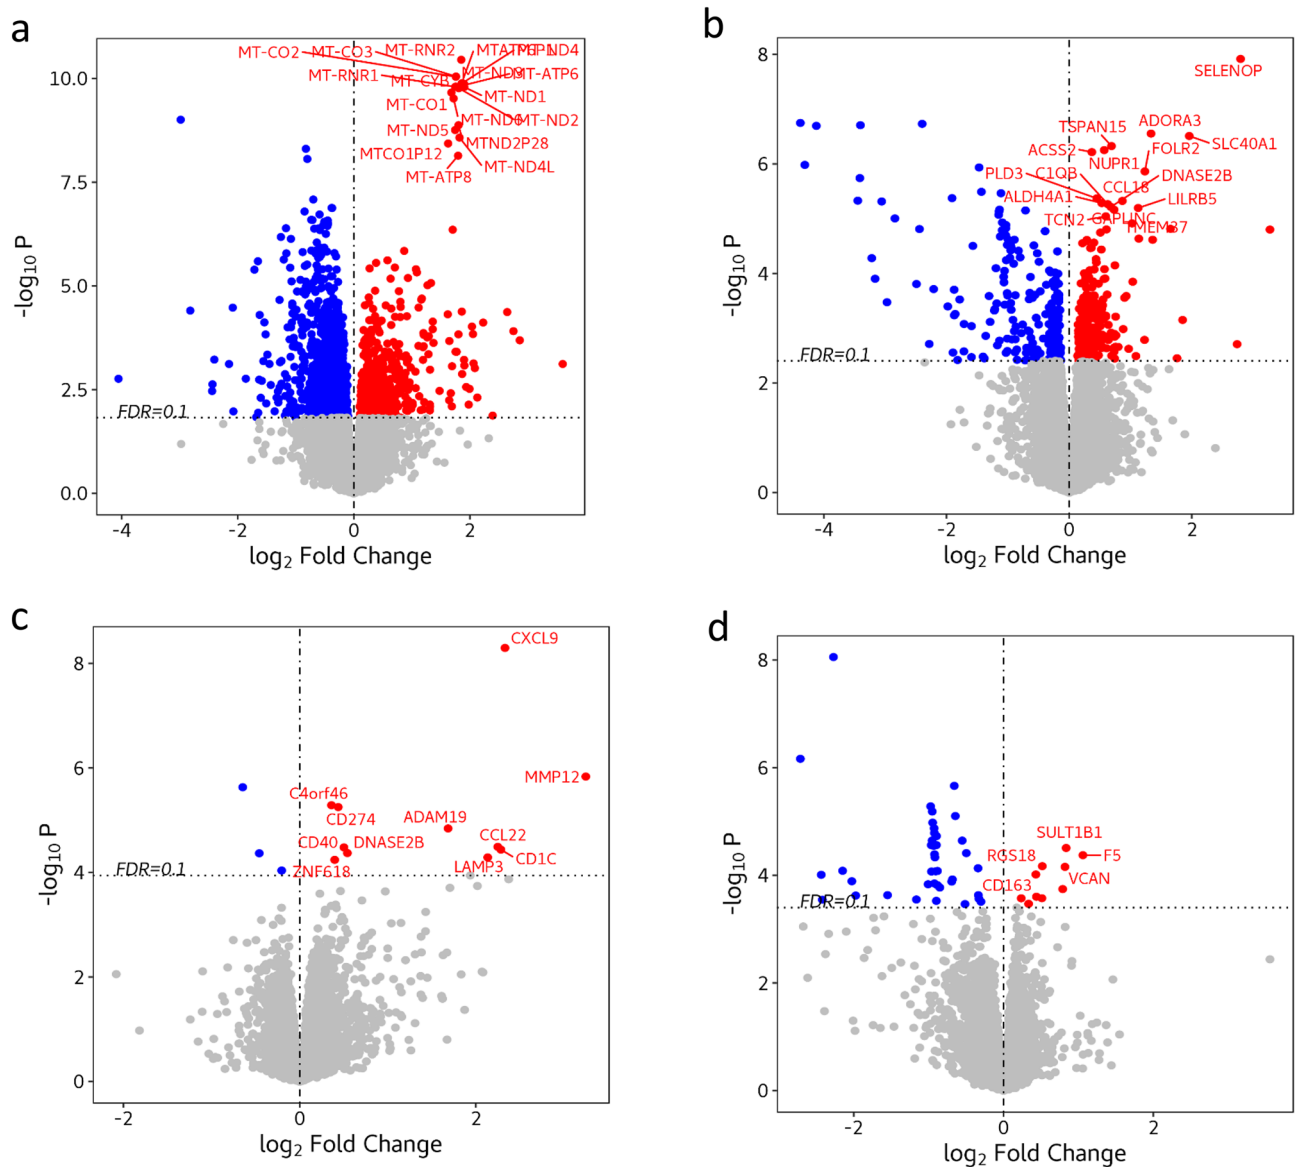 a
MT-CO2
MT-CO3
MT-RNR2
MTATP6P1
MT-ND4
MT-RNR1
MT-CYB
MT-ND3
MT-ATP6
MT-CO1
MT-ND1
MT-ND6
MT-ND2
MT-ND5
MTND2P28
MTCO1P12
MT-ND4L
MT-ATP8
10.0
7.5
5.0
2.5
0.0
FDR=0.1
-log10 P
-4 -2 0 2
log2 Fold Change
b
SELENOP
TSPAN15
ADORA3
ACSS2
NUPR1
FOLR2
SLC40A1
PLD3
C1QB
DNASE2B
ALDH4A1
CCL18
LILRB5
TCN2
GAPLINC
TMEM37
8
6
4
2
0
FDR=0.1
-log10 P
-4 -2 0 2
log2 Fold Change
c
CXCL9
MMP12
C4orf46
CD274
ADAM19
CD40
DNASE2B
CCL22
ZNF618
LAMP3
CD1C
8
6
4
2
0
FDR=0.1
-log10 P
-2 0 2
log2 Fold Change
d
SULT1B1
RGS18
F5
CD163
VCAN
8
6
4
2
0
FDR=0.1
-log10 P
-2 0 2
log2 Fold Change